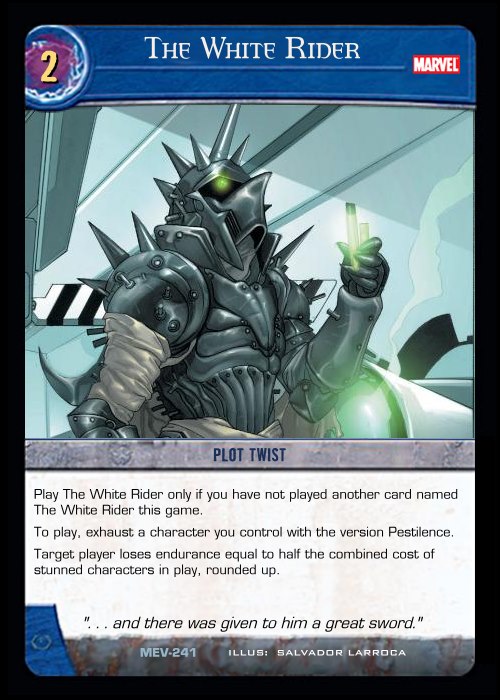 2
THE WHITE RIDER
MARVEL
PLOT TWIST
Play The White Rider only if you have not played another card named
The White Rider this game.
To play, exhaust a character you control with the version Pestilence.
Target player loses endurance equal to half the combined cost of
stunned characters in play, rounded up.
". . . and there was given to him a great sword."
MEV-241 ILLUS: SALVADOR LARROCA